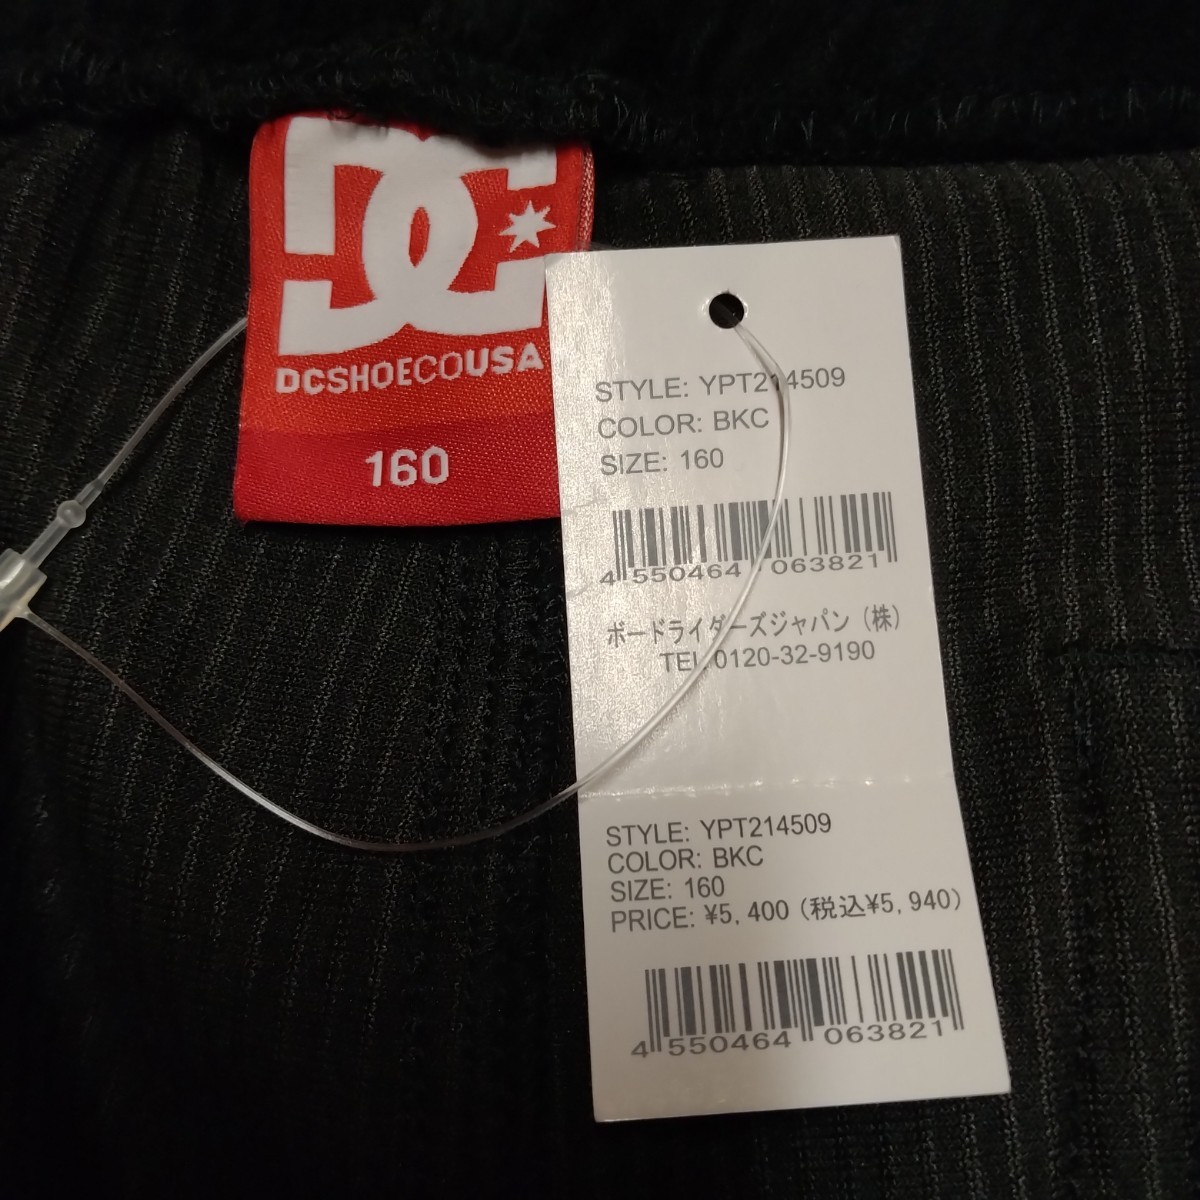 DC
DCSHOECOUSA
160
STYLE: YPT214509
COLOR: BKC
SIZE: 160
4 550464 063821
ボードライダーズジャパン（株）
TEL 0120-32-9190
STYLE: YPT214509
COLOR: BKC
SIZE: 160
PRICE: ¥5,400（税込¥5,940）
4 550464 063821